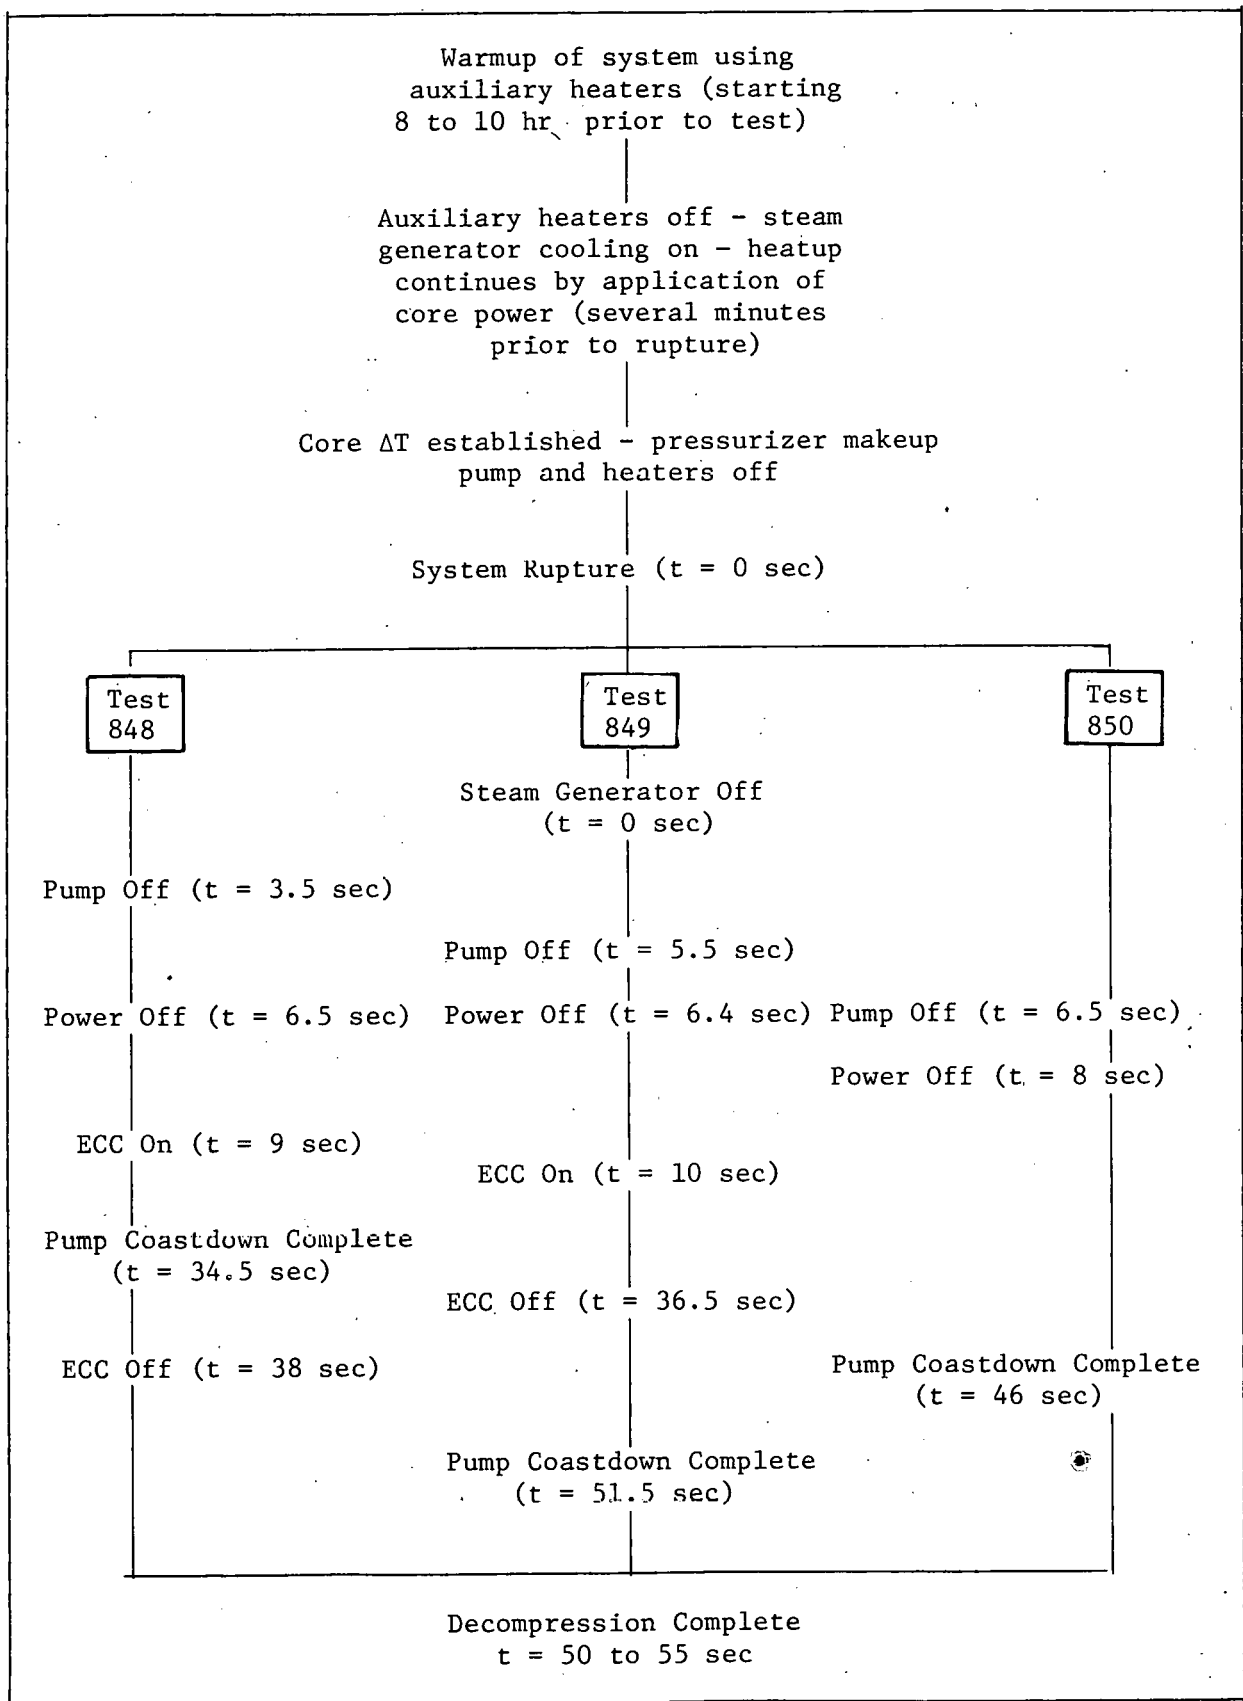 Warmup of system using
auxiliary heaters (starting
8 to 10 hr prior to test)
Auxiliary heaters off - steam
generator cooling on - heatup
continues by application of
core power (several minutes
prior to rupture)
Core ΔT established - pressurizer makeup
pump and heaters off
System Rupture (t = 0 sec)
Test
848
Test
849
Test
850
Steam Generator Off
(t = 0 sec)
Pump Off (t = 3.5 sec)
Pump Off (t = 5.5 sec)
Power Off (t = 6.5 sec)
Power Off (t = 6.4 sec)
Pump Off (t = 6.5 sec)
Power Off (t = 8 sec)
ECC On (t = 9 sec)
ECC On (t = 10 sec)
Pump Coastdown Complete
(t = 34.5 sec)
ECC Off (t = 36.5 sec)
ECC Off (t = 38 sec)
Pump Coastdown Complete
(t = 46 sec)
Pump Coastdown Complete
(t = 51.5 sec)
Decompression Complete
t = 50 to 55 sec